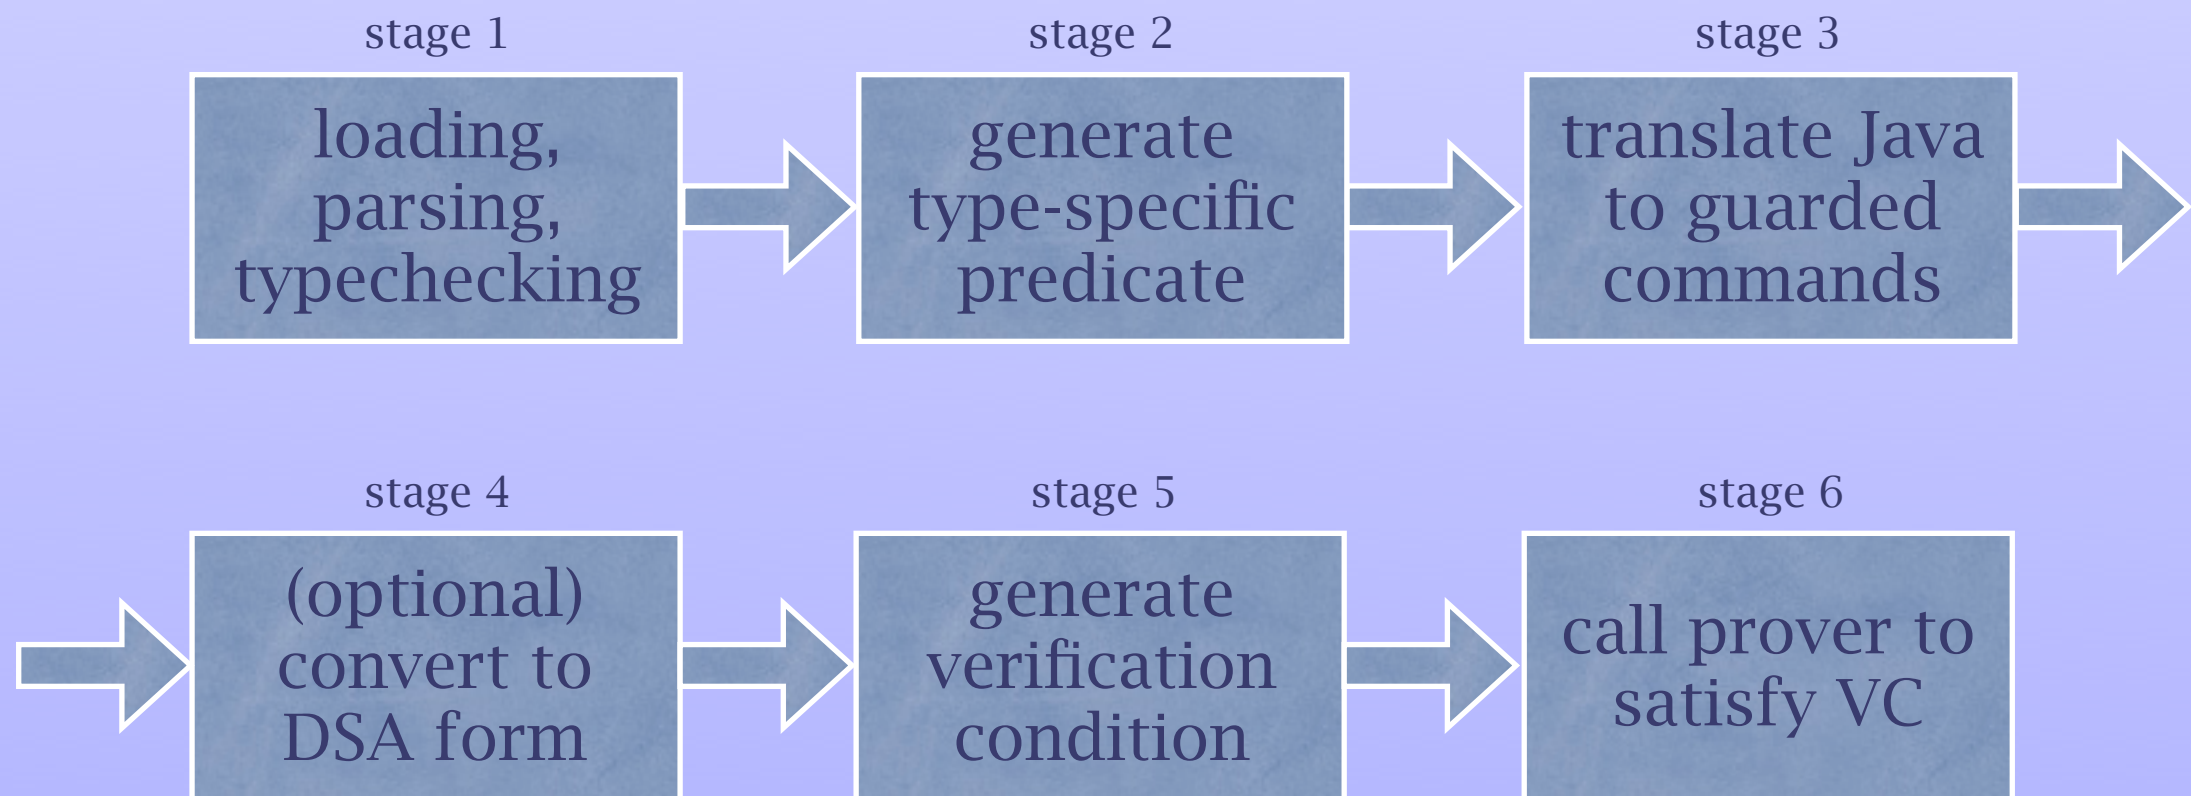 stage 1
loading,
parsing,
typechecking
stage 2
generate
type-specific
predicate
stage 3
translate Java
to guarded
commands
stage 4
(optional)
convert to
DSA form
stage 5
generate
verification
condition
stage 6
call prover to
satisfy VC